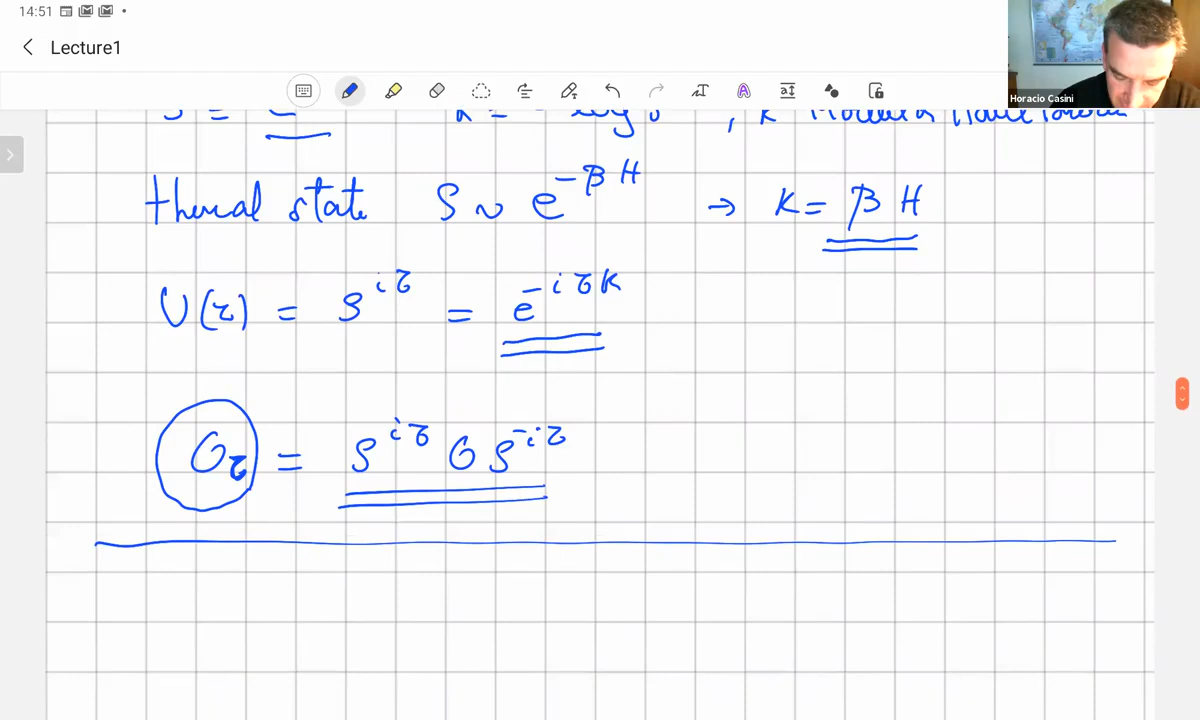 14:51
Lecture1
Horacio Casini
thermal state ρ ~ e^{-βH} → K = βH
U(τ) = ρ^{iτ} = e^{-iτK}
O_τ = ρ^{iτ} O ρ^{-iτ}